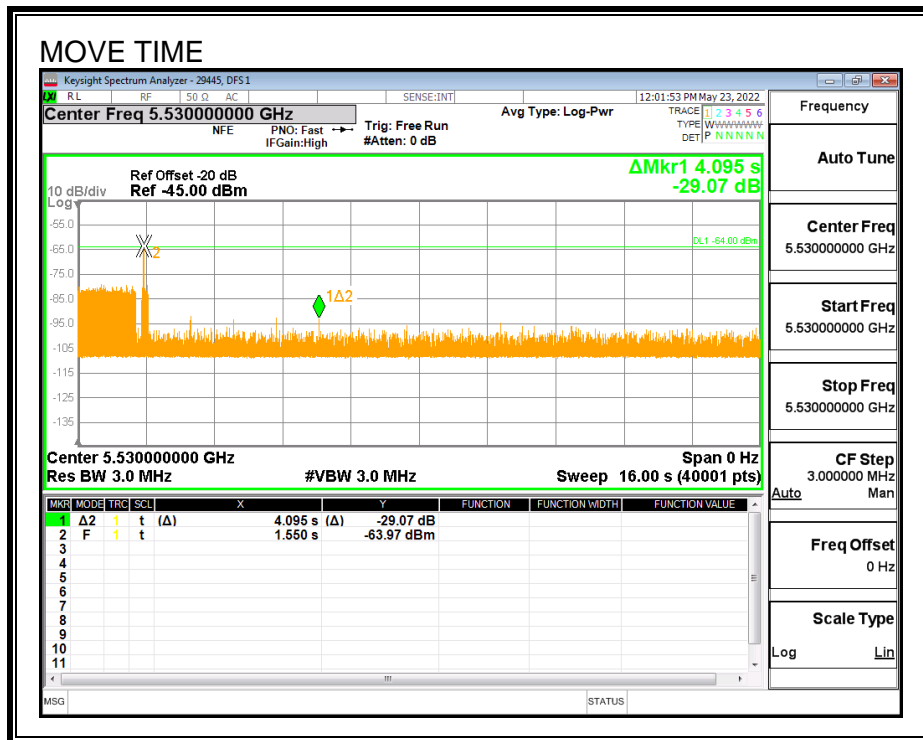 MOVE TIME
Keysight Spectrum Analyzer - 29445, DFS 1
LXI RL RF 50 Ω AC SENSE:INT 12:01:53 PM May 23, 2022
Center Freq 5.530000000 GHz Avg Type: Log-Pwr TRACE 1 2 3 4 5 6
NFE PNO: Fast Trig: Free Run TYPE WWWWWW
IFGain:High #Atten: 0 dB DET P N N N N N
Frequency
Auto Tune
Center Freq
5.530000000 GHz
Start Freq
5.530000000 GHz
Stop Freq
5.530000000 GHz
CF Step
3.000000 MHz
Auto Man
Freq Offset
0 Hz
Scale Type
Log Lin
ΔMkr1 4.095 s
-29.07 dB
Ref Offset -20 dB
10 dB/div Ref -45.00 dBm
Log
-55.0
-65.0
-75.0
-85.0
-95.0
-105
-115
-125
-135
DL1 -64.00 dBm
2
1Δ2
Center 5.530000000 GHz Span 0 Hz
Res BW 3.0 MHz #VBW 3.0 MHz Sweep 16.00 s (40001 pts)
MKR MODE TRC SCL X Y FUNCTION FUNCTION WIDTH FUNCTION VALUE
1 Δ2 1 t (Δ) 4.095 s (Δ) -29.07 dB
2 F 1 t 1.550 s -63.97 dBm
3
4
5
6
7
8
9
10
11
MSG STATUS